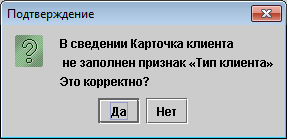 Подтверждение
В сведении Карточка клиента
не заполнен признак «Тип клиента»
Это корректно?
Да Нет